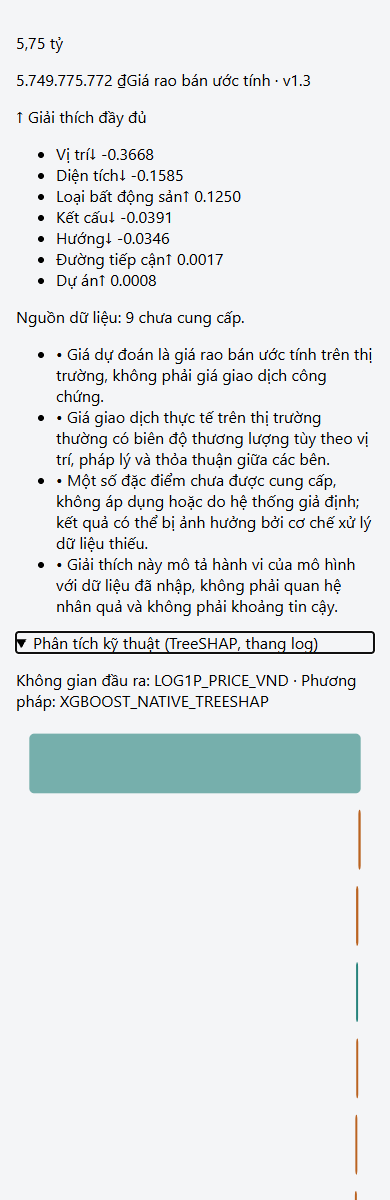 5,75 tỷ
5.749.775.772 ₫Giá rao bán ước tính · v1.3
↑ Giải thích đầy đủ
• Vị trí↓ -0.3668
• Diện tích↓ -0.1585
• Loại bất động sản↑ 0.1250
• Kết cấu↓ -0.0391
• Hướng↓ -0.0346
• Đường tiếp cận↑ 0.0017
• Dự án↑ 0.0008
Nguồn dữ liệu: 9 chưa cung cấp.
• • Giá dự đoán là giá rao bán ước tính trên thị
trường, không phải giá giao dịch công
chứng.
• • Giá giao dịch thực tế trên thị trường
thường có biên độ thương lượng tùy theo vị
trí, pháp lý và thỏa thuận giữa các bên.
• • Một số đặc điểm chưa được cung cấp,
không áp dụng hoặc do hệ thống giả định;
kết quả có thể bị ảnh hưởng bởi cơ chế xử lý
dữ liệu thiếu.
• • Giải thích này mô tả hành vi của mô hình
với dữ liệu đã nhập, không phải quan hệ
nhân quả và không phải khoảng tin cậy.
▼ Phân tích kỹ thuật (TreeSHAP, thang log)
Không gian đầu ra: LOG1P_PRICE_VND · Phương
pháp: XGBOOST_NATIVE_TREESHAP